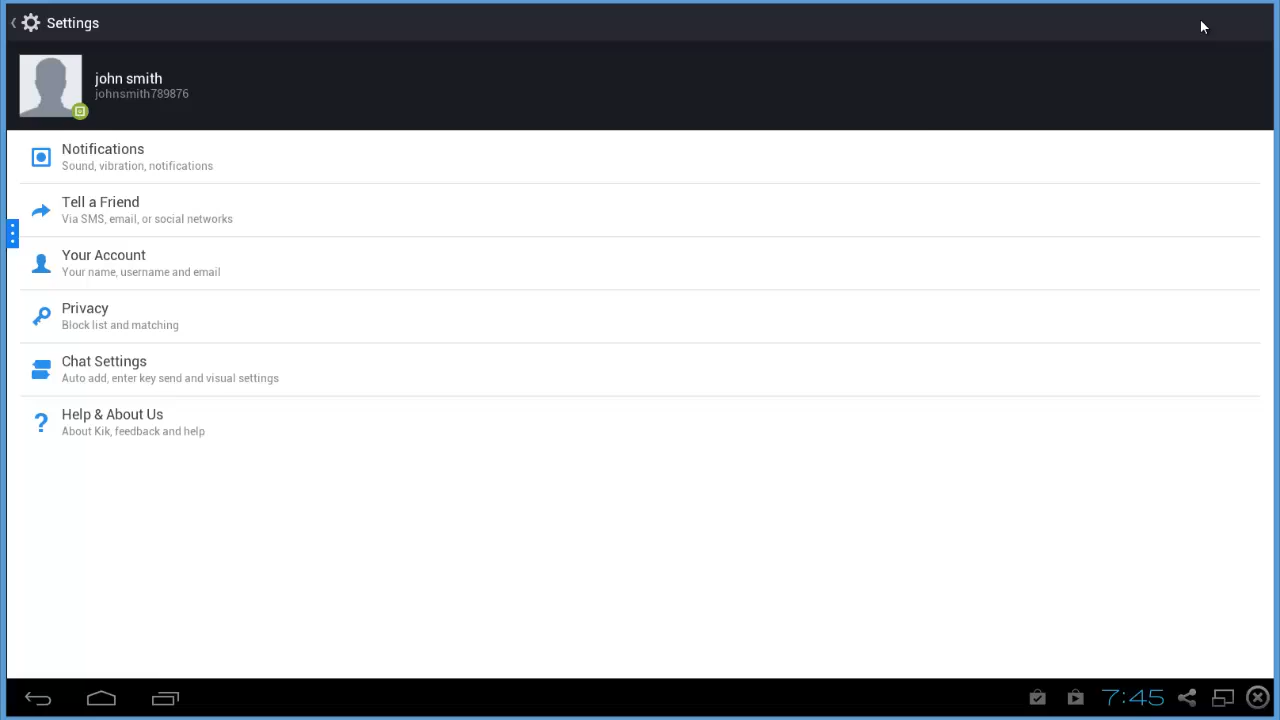 Settings
john smith
johnsmith789876
Notifications
Sound, vibration, notifications
Tell a Friend
Via SMS, email, or social networks
Your Account
Your name, username and email
Privacy
Block list and matching
Chat Settings
Auto add, enter key send and visual settings
Help & About Us
About Kik, feedback and help
7:45